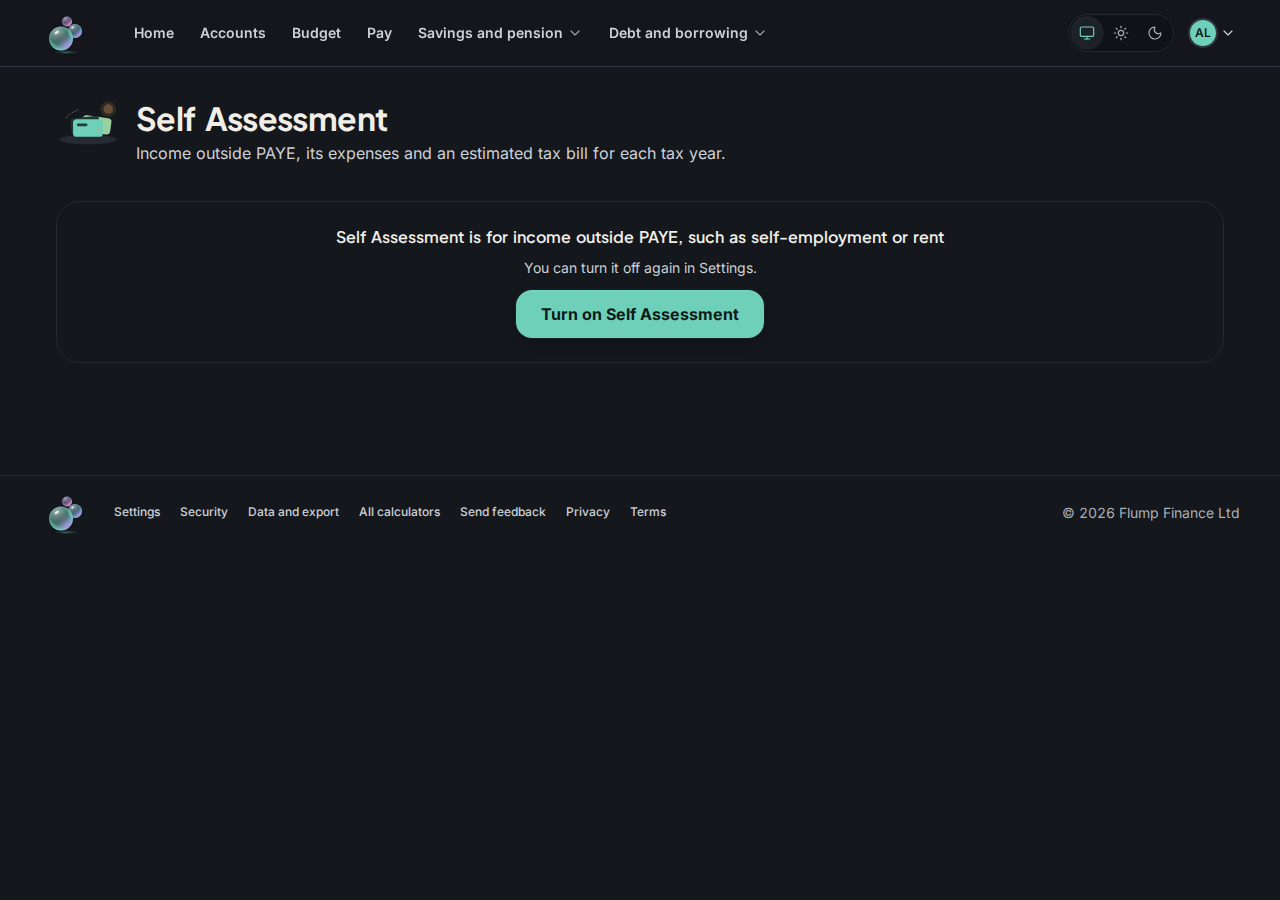 Home
Accounts
Budget
Pay
Savings and pension
Debt and borrowing
AL
Self Assessment
Income outside PAYE, its expenses and an estimated tax bill for each tax year.
Self Assessment is for income outside PAYE, such as self-employment or rent
You can turn it off again in Settings.
Turn on Self Assessment
Settings
Security
Data and export
All calculators
Send feedback
Privacy
Terms
© 2026 Flump Finance Ltd